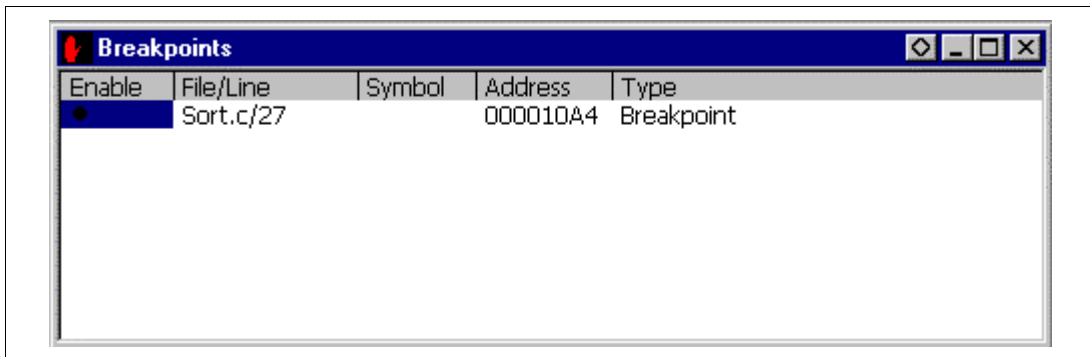 Breakpoints
Enable File/Line Symbol Address Type
Sort.c/27 000010A4 Breakpoint